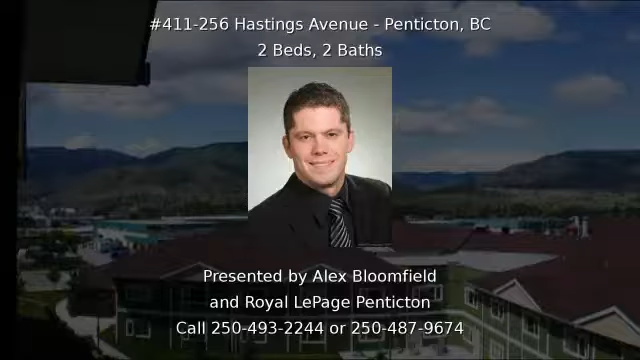 #411-256 Hastings Avenue - Penticton, BC
2 Beds, 2 Baths
Presented by Alex Bloomfield
and Royal LePage Penticton
Call 250-493-2244 or 250-487-9674